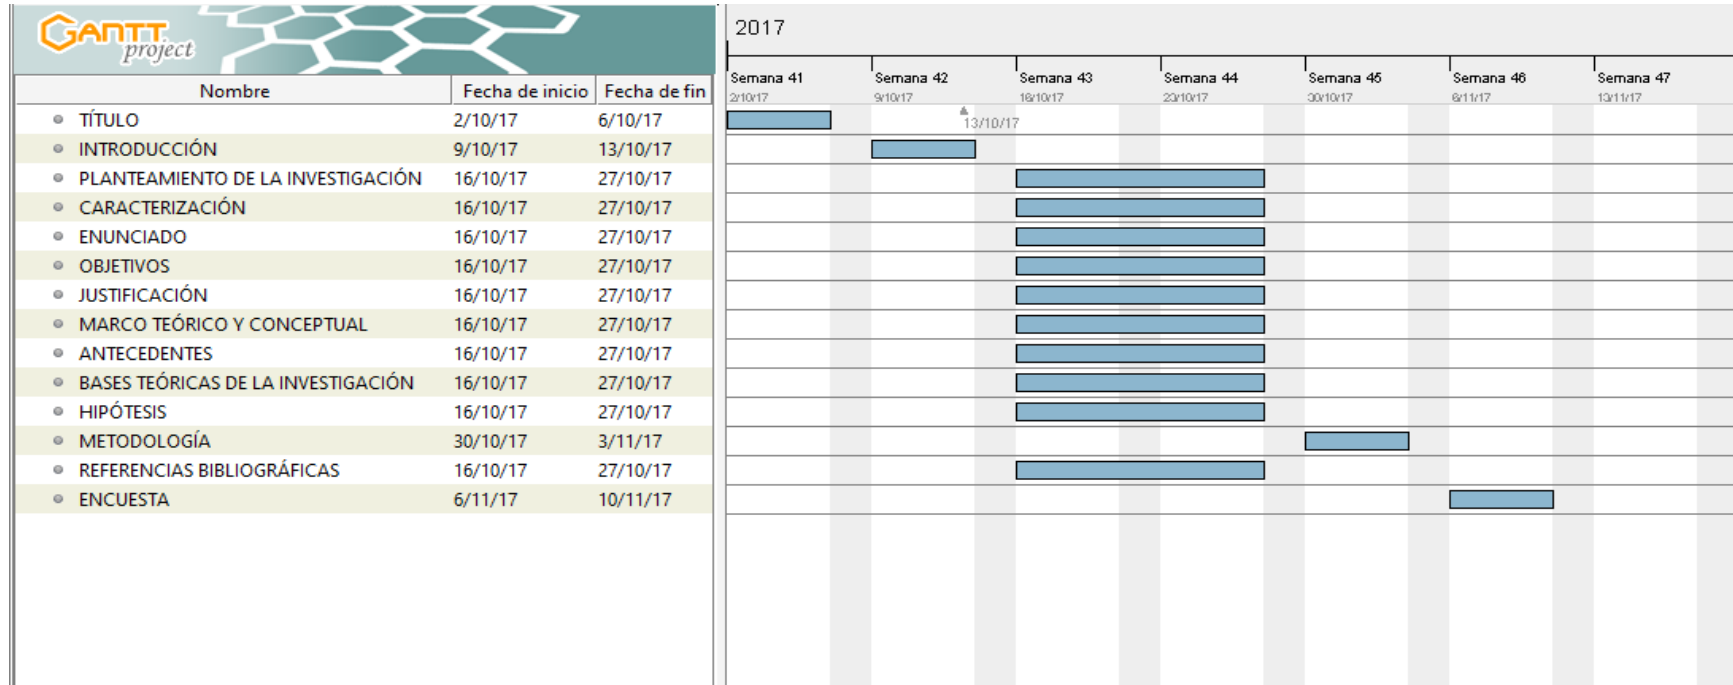 GANTT
project
2017
Semana 41 Semana 42 Semana 43 Semana 44 Semana 45 Semana 46 Semana 47
2/10/17 9/10/17 16/10/17 23/10/17 30/10/17 6/11/17 13/11/17
Nombre Fecha de inicio Fecha de fin
TÍTULO 2/10/17 6/10/17
13/10/17
INTRODUCCIÓN 9/10/17 13/10/17
PLANTEAMIENTO DE LA INVESTIGACIÓN 16/10/17 27/10/17
CARACTERIZACIÓN 16/10/17 27/10/17
ENUNCIADO 16/10/17 27/10/17
OBJETIVOS 16/10/17 27/10/17
JUSTIFICACIÓN 16/10/17 27/10/17
MARCO TEÓRICO Y CONCEPTUAL 16/10/17 27/10/17
ANTECEDENTES 16/10/17 27/10/17
BASES TEÓRICAS DE LA INVESTIGACIÓN 16/10/17 27/10/17
HIPÓTESIS 16/10/17 27/10/17
METODOLOGÍA 30/10/17 3/11/17
REFERENCIAS BIBLIOGRÁFICAS 16/10/17 27/10/17
ENCUESTA 6/11/17 10/11/17